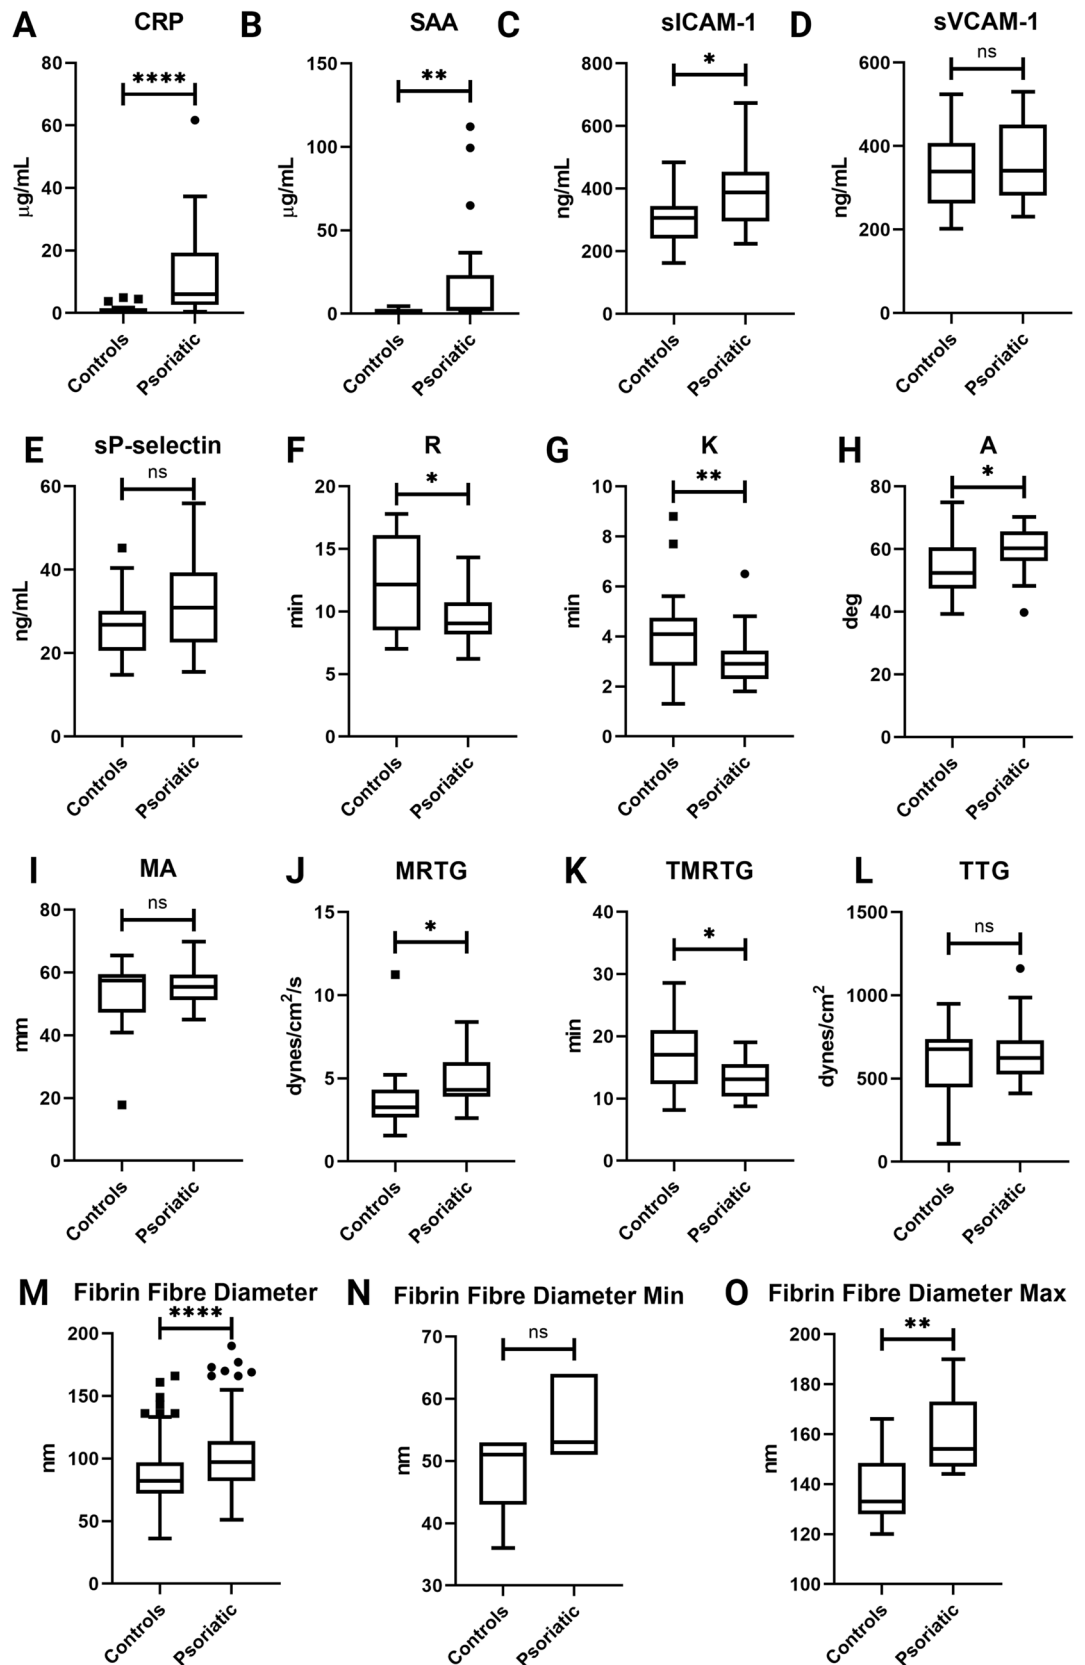 A CRP B SAA C sICAM-1 D sVCAM-1
80 **** 150 ** 800 * 600 ns
60 600
100 400
40 400
50 200
20 200
0 0 0 0
µg/mL µg/mL ng/mL ng/mL
Controls Psoriatic Controls Psoriatic Controls Psoriatic Controls Psoriatic
E sP-selectin F R G K H A
60 ns 20 * 10 ** 80 *
8
40 15 60
6
10 40
20 4
5 20
2
0 0 0 0
ng/mL min min deg
Controls Psoriatic Controls Psoriatic Controls Psoriatic Controls Psoriatic
I MA J MRTG K TMRTG L TTG
80 ns 15 * 40 * 1500 ns
60 30
10 1000
40 20
5 500
20 10
0 0 0 0
mm dynes/cm²/s min dynes/cm²
Controls Psoriatic Controls Psoriatic Controls Psoriatic Controls Psoriatic
M Fibrin Fibre Diameter N Fibrin Fibre Diameter Min O Fibrin Fibre Diameter Max
200 **** 70 ns 200 **
180
150 60
160
100 50
140
50 40
120
0 30 100
nm nm nm
Controls Psoriatic Controls Psoriatic Controls Psoriatic